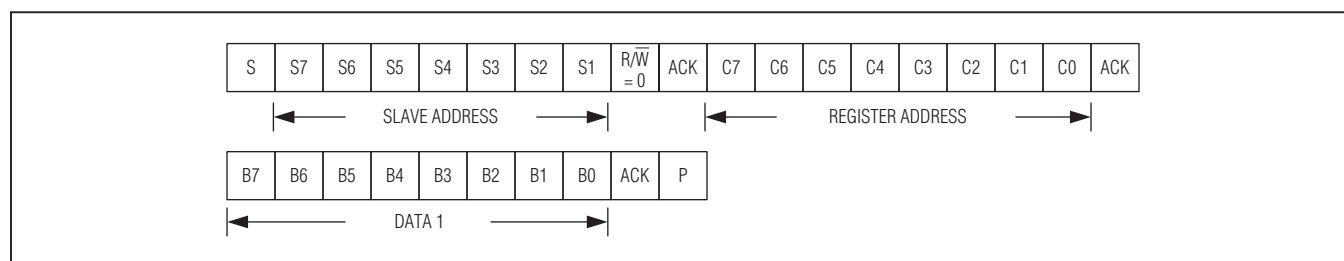 S S7 S6 S5 S4 S3 S2 S1 R/W̅ = 0 ACK C7 C6 C5 C4 C3 C2 C1 C0 ACK
SLAVE ADDRESS REGISTER ADDRESS
B7 B6 B5 B4 B3 B2 B1 B0 ACK P
DATA 1